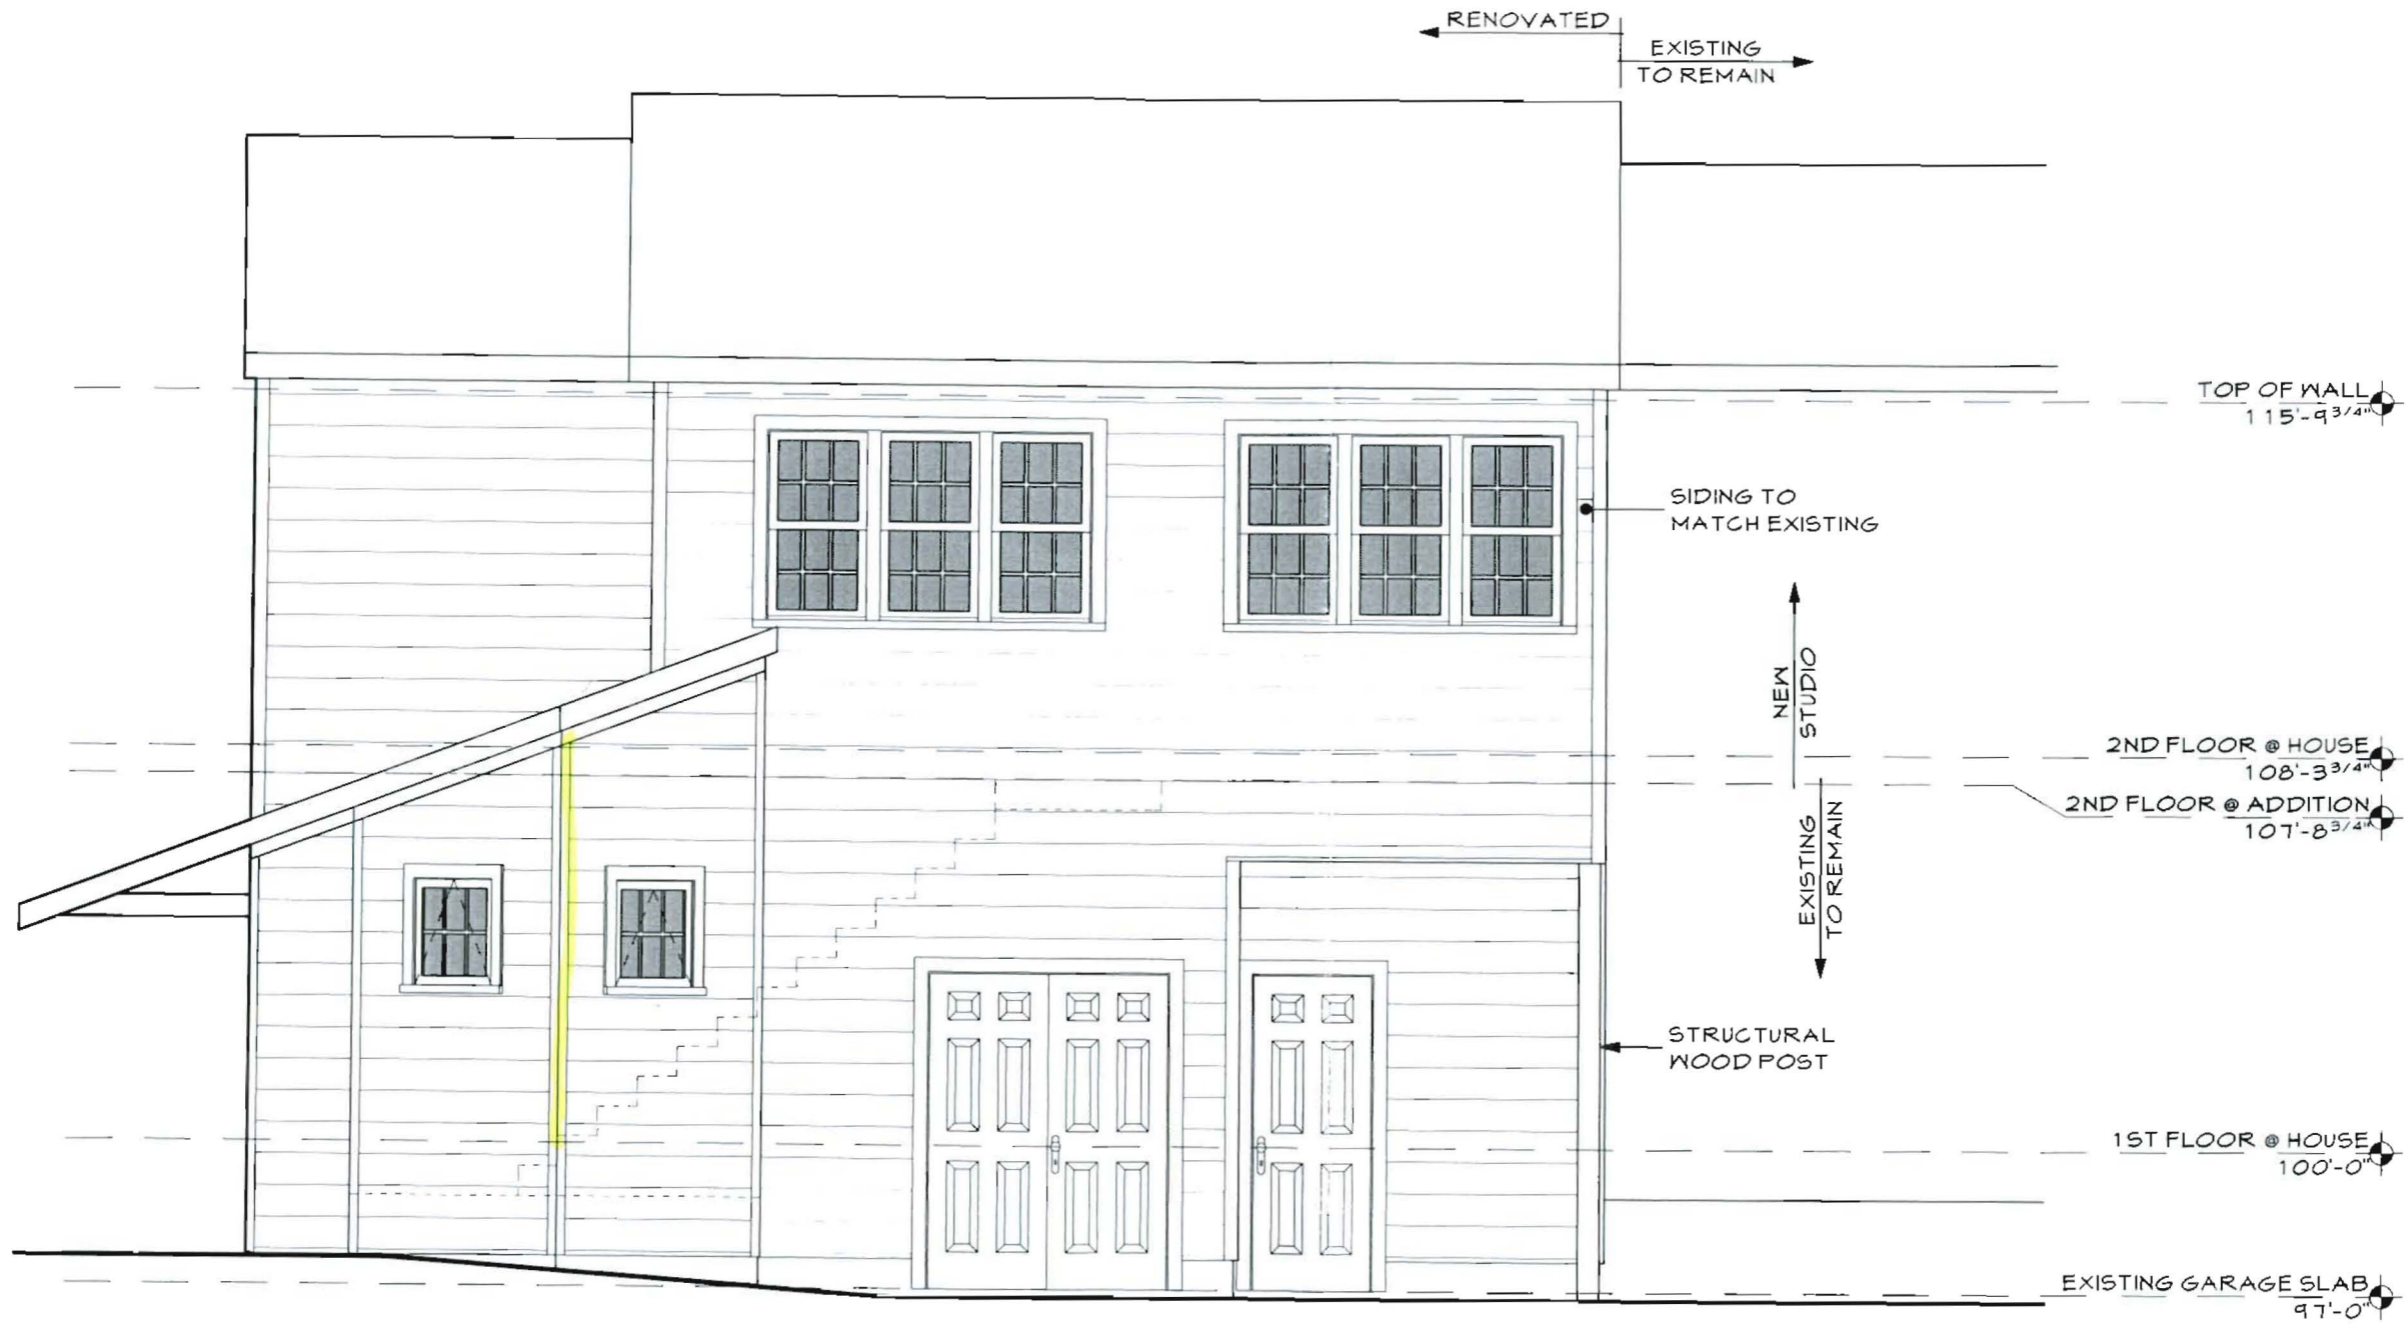 RENOVATED
EXISTING
TO REMAIN
TOP OF WALL
115'-9 3/4"
SIDING TO
MATCH EXISTING
NEW
STUDIO
2ND FLOOR @ HOUSE
108'-3 3/4"
2ND FLOOR @ ADDITION
107'-8 3/4"
EXISTING
TO REMAIN
STRUCTURAL
WOOD POST
1ST FLOOR @ HOUSE
100'-0"
EXISTING GARAGE SLAB
97'-0"